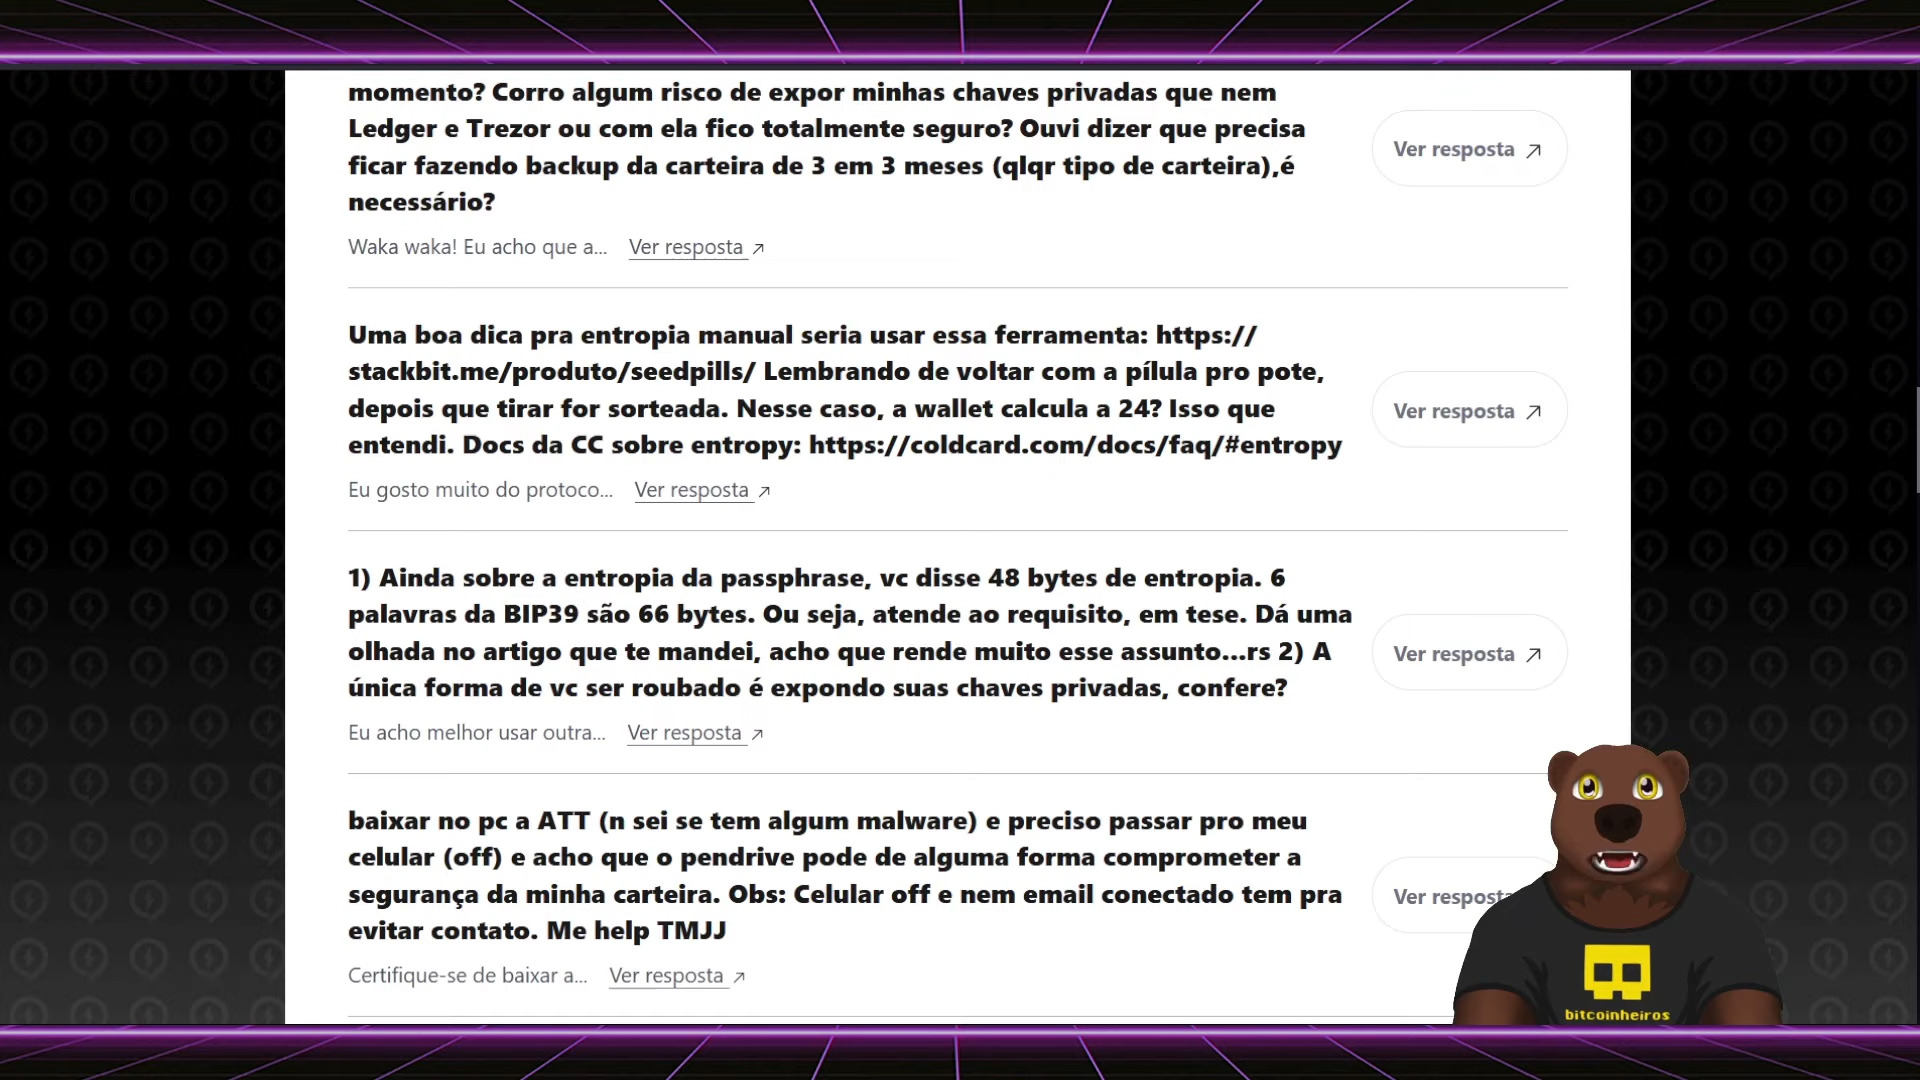 momento? Corro algum risco de expor minhas chaves privadas que nem
Ledger e Trezor ou com ela fico totalmente seguro? Ouvi dizer que precisa
ficar fazendo backup da carteira de 3 em 3 meses (qlqr tipo de carteira),é
necessário?
Ver resposta
Waka waka! Eu acho que a... Ver resposta
Uma boa dica pra entropia manual seria usar essa ferramenta: https://
stackbit.me/produto/seedpills/ Lembrando de voltar com a pílula pro pote,
depois que tirar for sorteada. Nesse caso, a wallet calcula a 24? Isso que
entendi. Docs da CC sobre entropy: https://coldcard.com/docs/faq/#entropy
Ver resposta
Eu gosto muito do protoco... Ver resposta
1) Ainda sobre a entropia da passphrase, vc disse 48 bytes de entropia. 6
palavras da BIP39 são 66 bytes. Ou seja, atende ao requisito, em tese. Dá uma
olhada no artigo que te mandei, acho que rende muito esse assunto...rs 2) A
única forma de vc ser roubado é expondo suas chaves privadas, confere?
Ver resposta
Eu acho melhor usar outra... Ver resposta
baixar no pc a ATT (n sei se tem algum malware) e preciso passar pro meu
celular (off) e acho que o pendrive pode de alguma forma comprometer a
segurança da minha carteira. Obs: Celular off e nem email conectado tem pra
evitar contato. Me help TMJJ
Ver respost
Certifique-se de baixar a... Ver resposta
bitcoinheiros